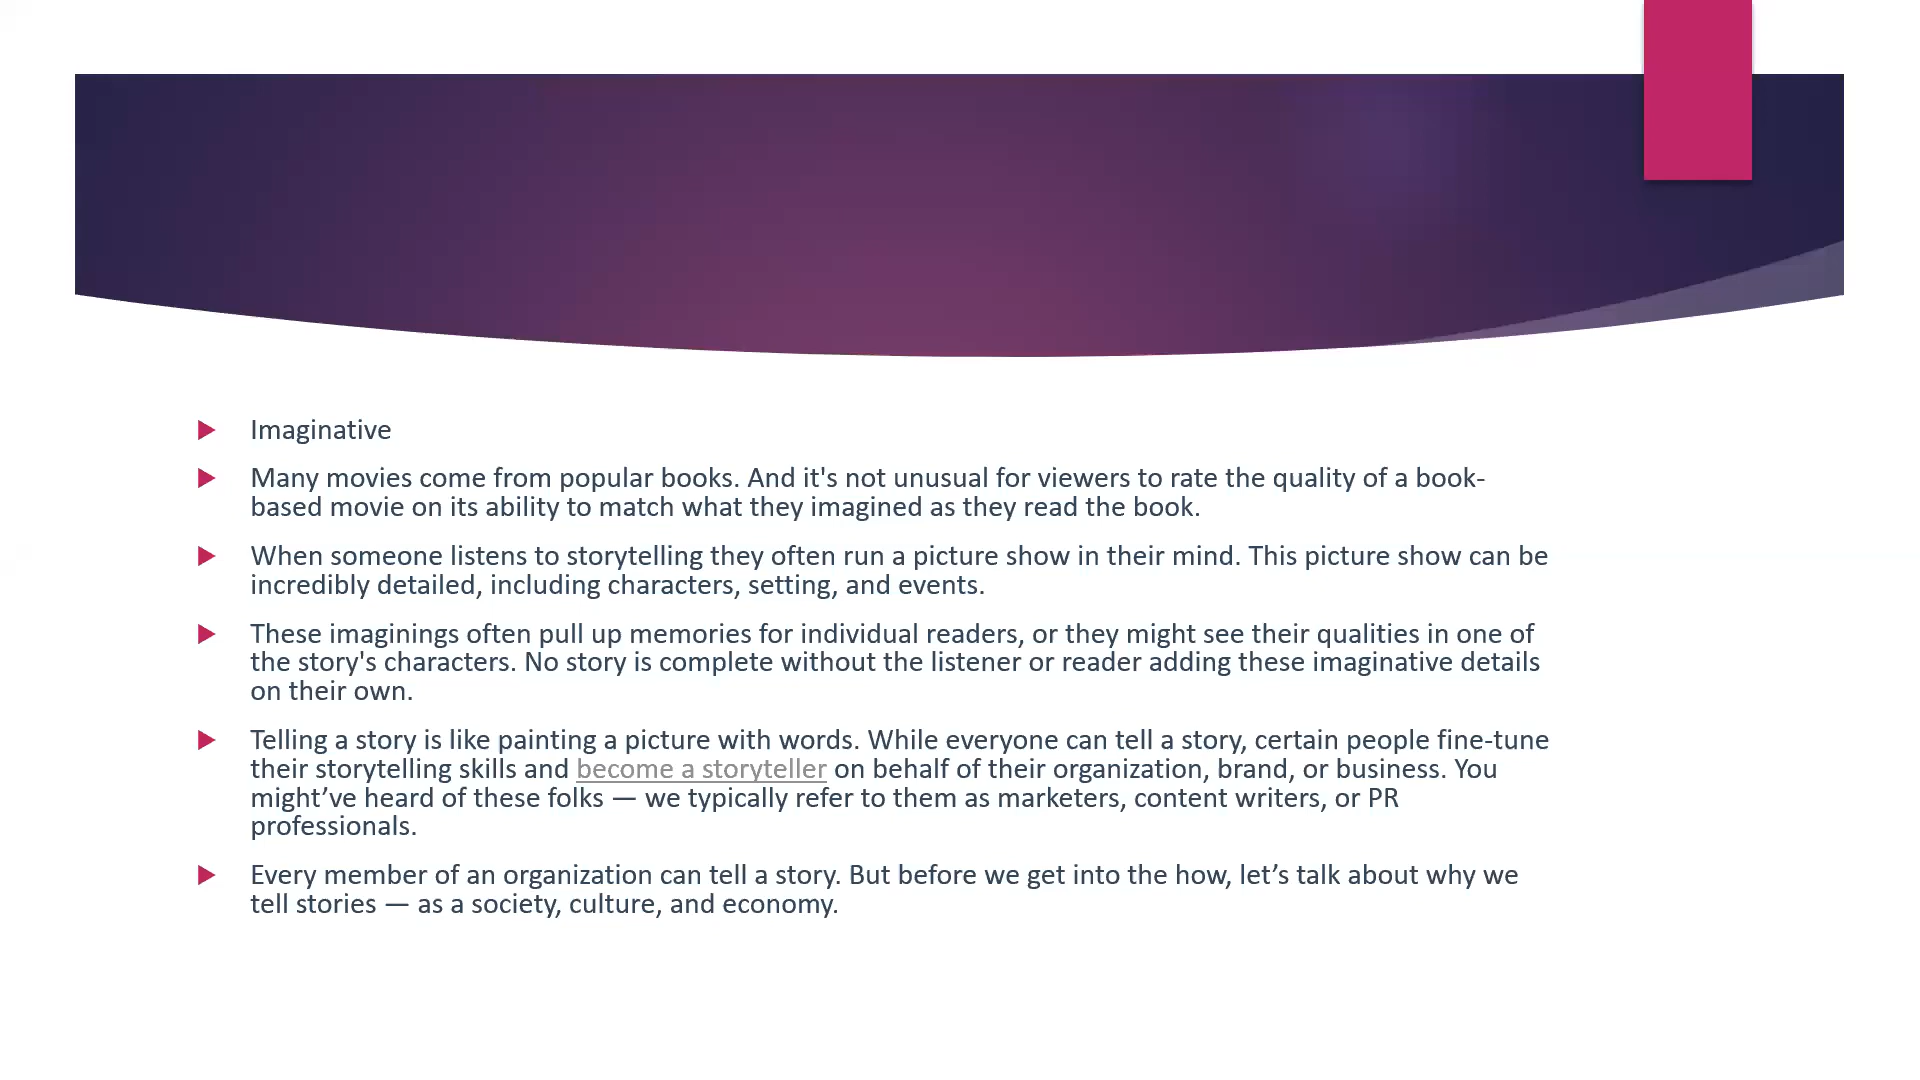 Imaginative
Many movies come from popular books. And it's not unusual for viewers to rate the quality of a book-
based movie on its ability to match what they imagined as they read the book.
When someone listens to storytelling they often run a picture show in their mind. This picture show can be
incredibly detailed, including characters, setting, and events.
These imaginings often pull up memories for individual readers, or they might see their qualities in one of
the story's characters. No story is complete without the listener or reader adding these imaginative details
on their own.
Telling a story is like painting a picture with words. While everyone can tell a story, certain people fine-tune
their storytelling skills and become a storyteller on behalf of their organization, brand, or business. You
might’ve heard of these folks — we typically refer to them as marketers, content writers, or PR
professionals.
Every member of an organization can tell a story. But before we get into the how, let’s talk about why we
tell stories — as a society, culture, and economy.